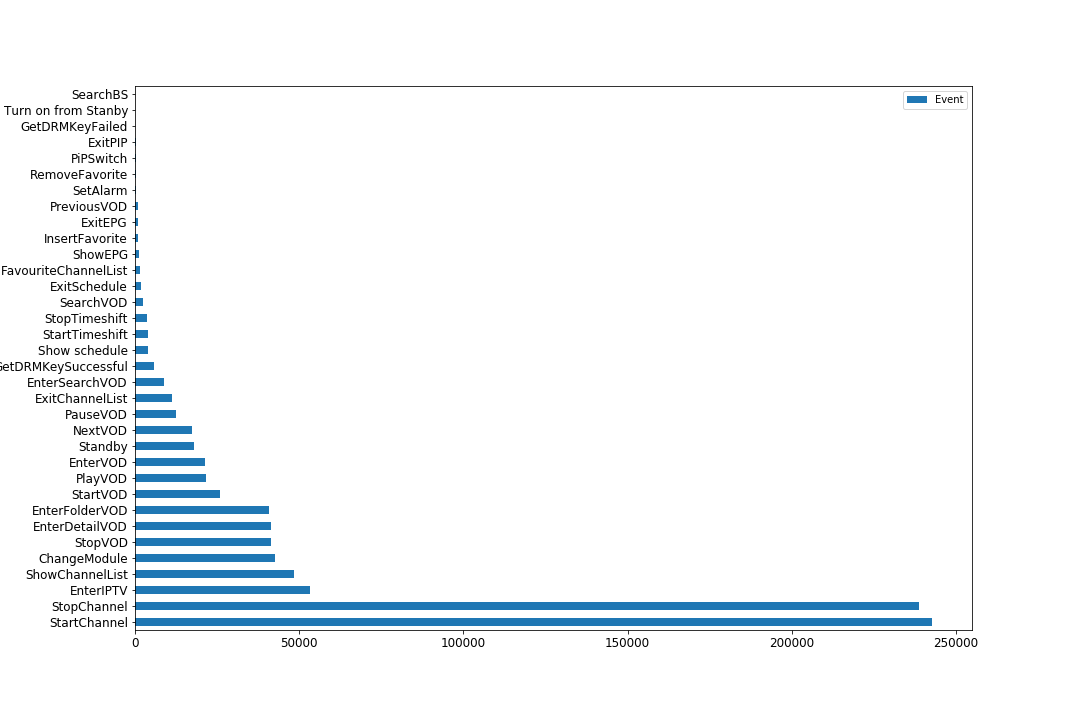 SearchBS
Turn on from Stanby
GetDRMKeyFailed
ExitPIP
PiPSwitch
RemoveFavorite
SetAlarm
PreviousVOD
ExitEPG
InsertFavorite
ShowEPG
FavouriteChannelList
ExitSchedule
SearchVOD
StopTimeshift
StartTimeshift
Show schedule
GetDRMKeySuccessful
EnterSearchVOD
ExitChannelList
PauseVOD
NextVOD
Standby
EnterVOD
PlayVOD
StartVOD
EnterFolderVOD
EnterDetailVOD
StopVOD
ChangeModule
ShowChannelList
EnterIPTV
StopChannel
StartChannel
Event
0 50000 100000 150000 200000 250000